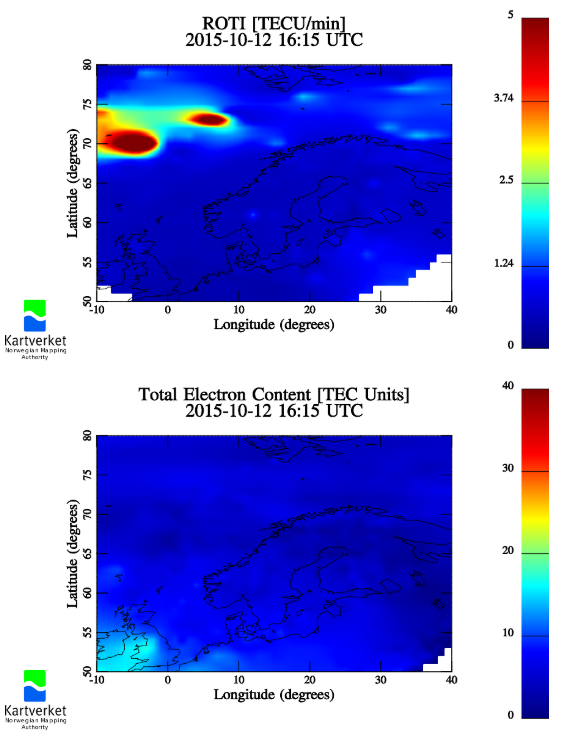 ROTI [TECU/min]
2015-10-12 16:15 UTC
5
3.74
2.5
1.24
0
80
75
70
65
60
55
50
Latitude (degrees)
-10 0 10 20 30 40
Longitude (degrees)
Kartverket
Norwegian Mapping
Authority
Total Electron Content [TEC Units]
2015-10-12 16:15 UTC
40
30
20
10
0
80
75
70
65
60
55
50
Latitude (degrees)
-10 0 10 20 30 40
Longitude (degrees)
Kartverket
Norwegian Mapping
Authority